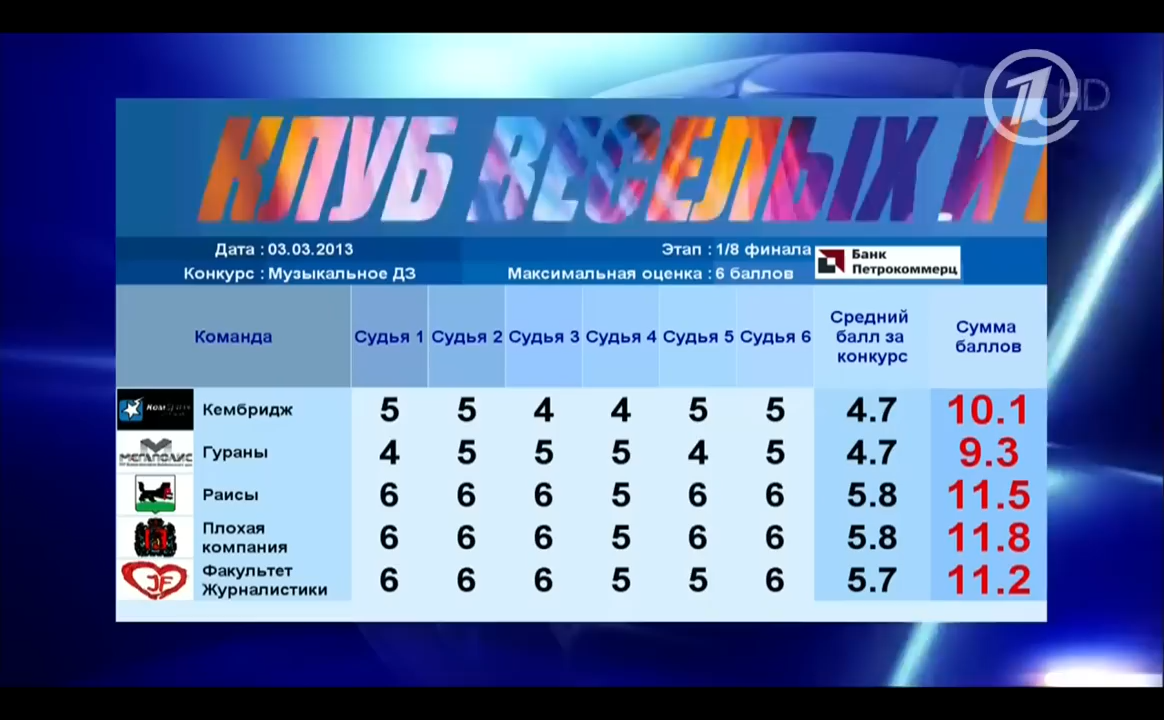 HD
КЛУБ ВЕСЕЛЫХ И
Дата : 03.03.2013 Этап : 1/8 финала
Банк
Петрокоммерц
Конкурс : Музыкальное ДЗ Максимальная оценка : 6 баллов
Команда Судья 1 Судья 2 Судья 3 Судья 4 Судья 5 Судья 6 Средний балл за конкурс Сумма баллов
Кембридж 5 5 4 4 5 5 4.7 10.1
МЕГАПОЛИС
Гураны 4 5 5 5 4 5 4.7 9.3
Раисы 6 6 6 5 6 6 5.8 11.5
Плохая компания 6 6 6 5 6 6 5.8 11.8
JF
Факультет Журналистики 6 6 6 5 5 6 5.7 11.2